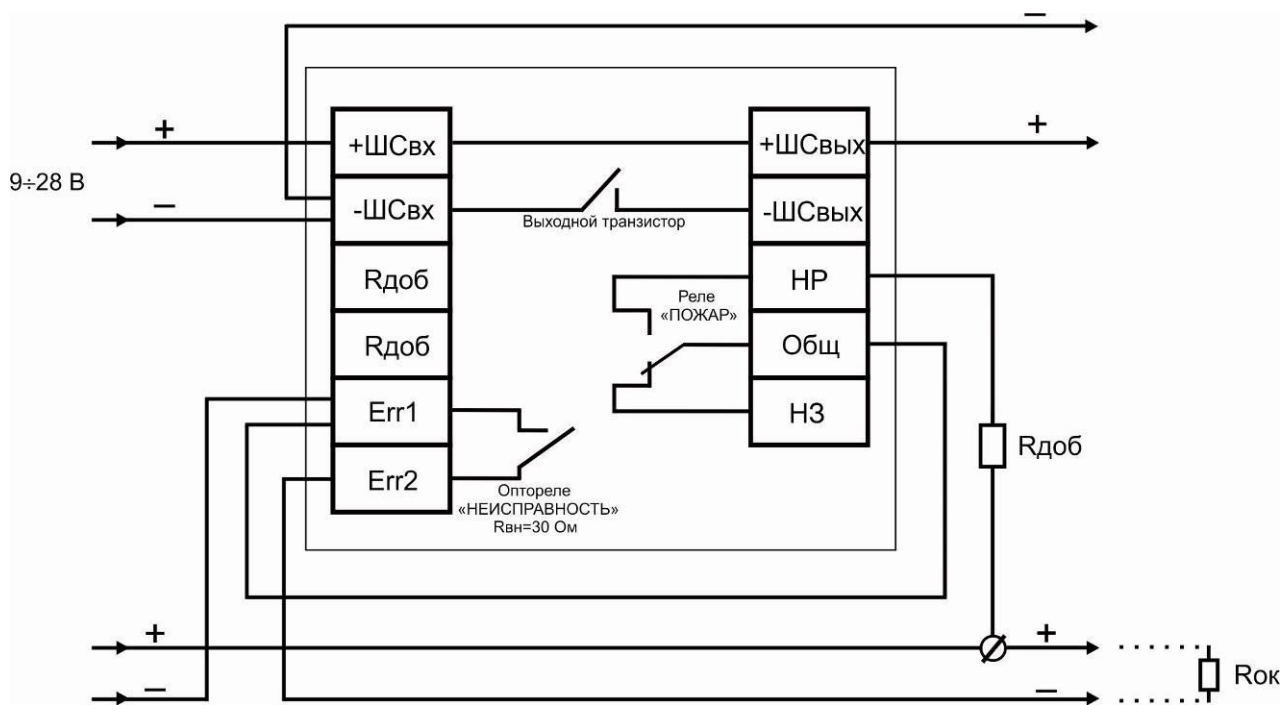 –
+
+
+ШСвх
+ШСвых
9÷28 В
–
-ШСвх
Выходной транзистор
-ШСвых
Rдоб
НР
Реле
«ПОЖАР»
Rдоб
Общ
Err1
НЗ
Rдоб
Err2
Оптореле
«НЕИСПРАВНОСТЬ»
Rвн=30 Ом
+
+
–
–
Rок